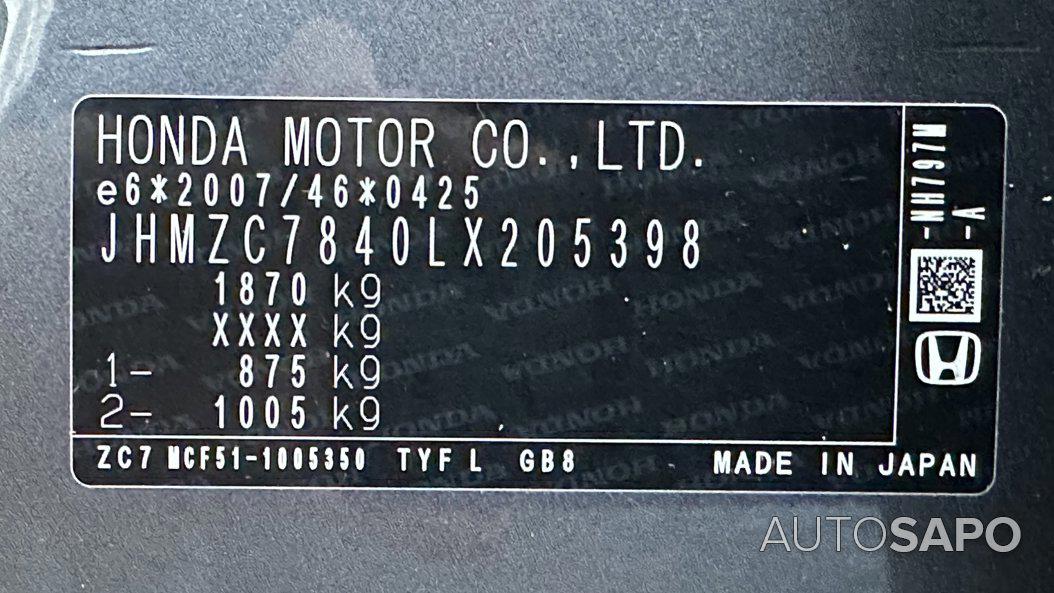 HONDA MOTOR CO.,LTD.
e6*2007/46*0425
JHMZC7840LX205398
1870 kg
XXXX kg
1- 875 kg
2- 1005 kg
ZC7 MCF51-1005350 TYF L GB8 MADE IN JAPAN
-NH797M
-A
AUTOSAPO